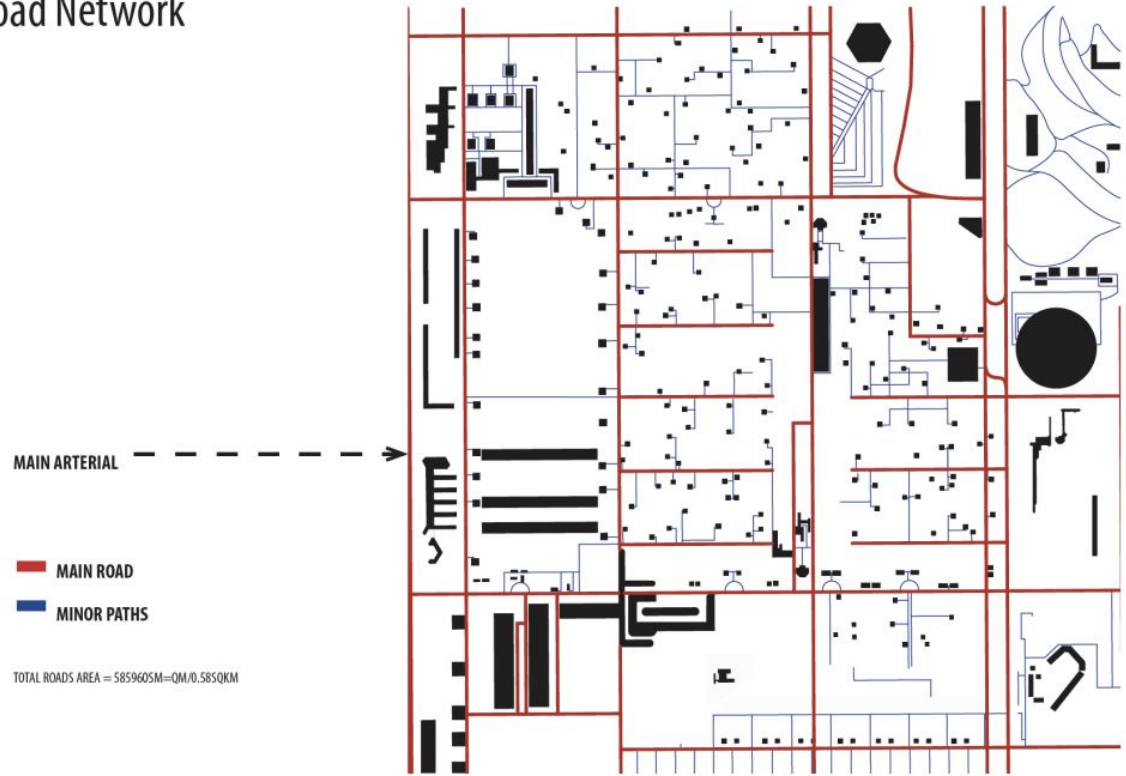 oad Network
MAIN ARTERIAL
MAIN ROAD
MINOR PATHS
TOTAL ROADS AREA = 585960SM=QM/0.58SQKM